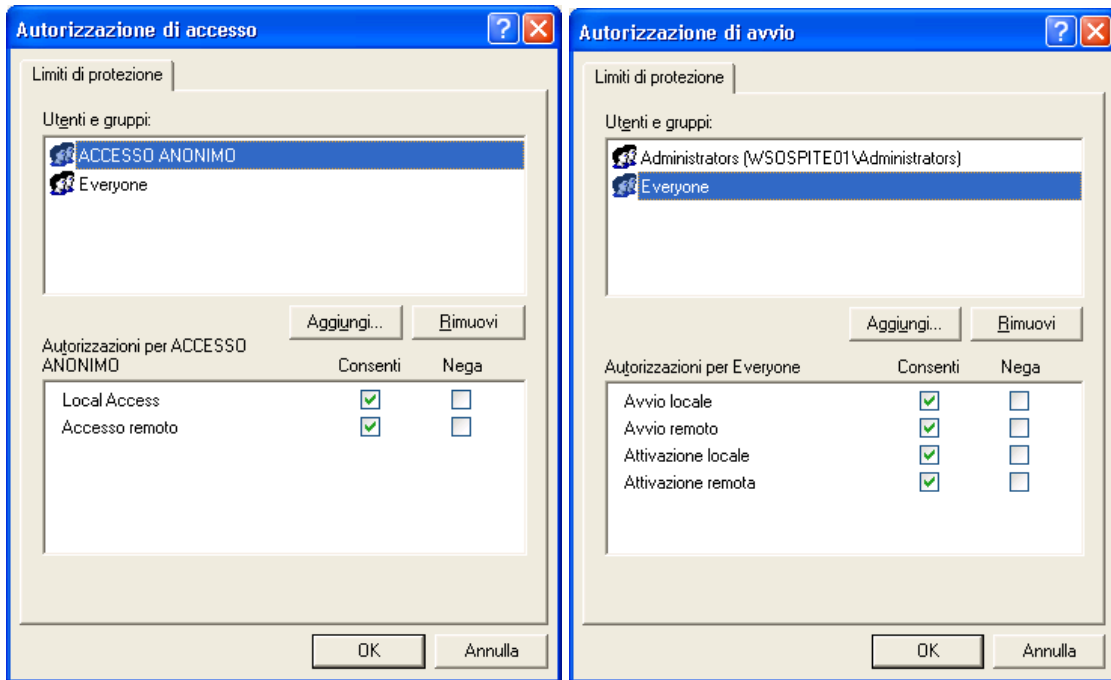 Autorizzazione di accesso
Limiti di protezione
Utenti e gruppi:
ACCESSO ANONIMO
Everyone
Aggiungi...
Rimuovi
Autorizzazioni per ACCESSO
ANONIMO
Consenti
Nega
Local Access
Accesso remoto
OK
Annulla
Autorizzazione di avvio
Limiti di protezione
Utenti e gruppi:
Administrators (WSOSPITE01\Administrators)
Everyone
Aggiungi...
Rimuovi
Autorizzazioni per Everyone
Consenti
Nega
Avvio locale
Avvio remoto
Attivazione locale
Attivazione remota
OK
Annulla